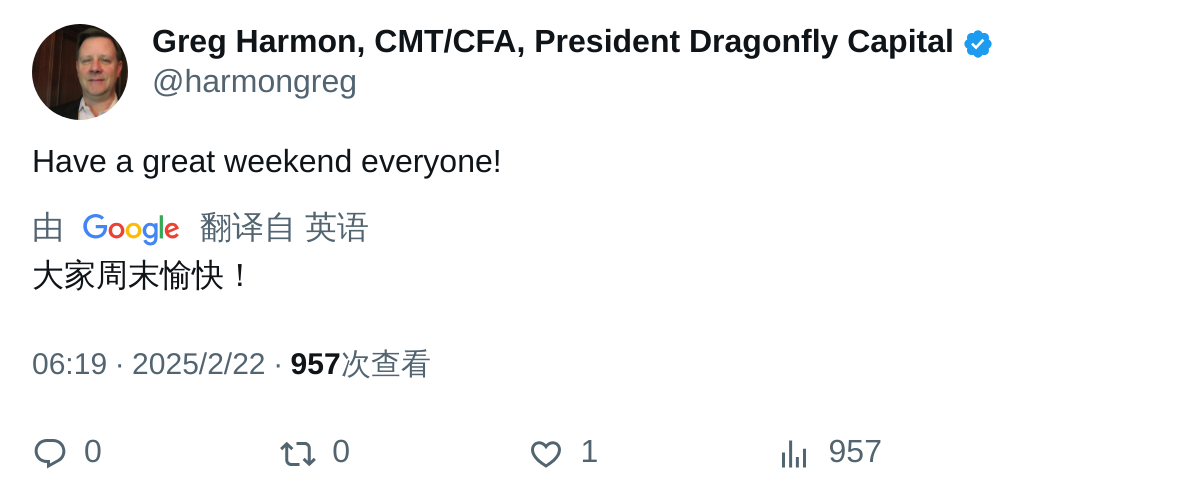 Greg Harmon, CMT/CFA, President Dragonfly Capital
@harmongreg
Have a great weekend everyone!
由 Google 翻译自 英语
大家周末愉快！
06:19 · 2025/2/22 · 957次查看
0 0 1 957